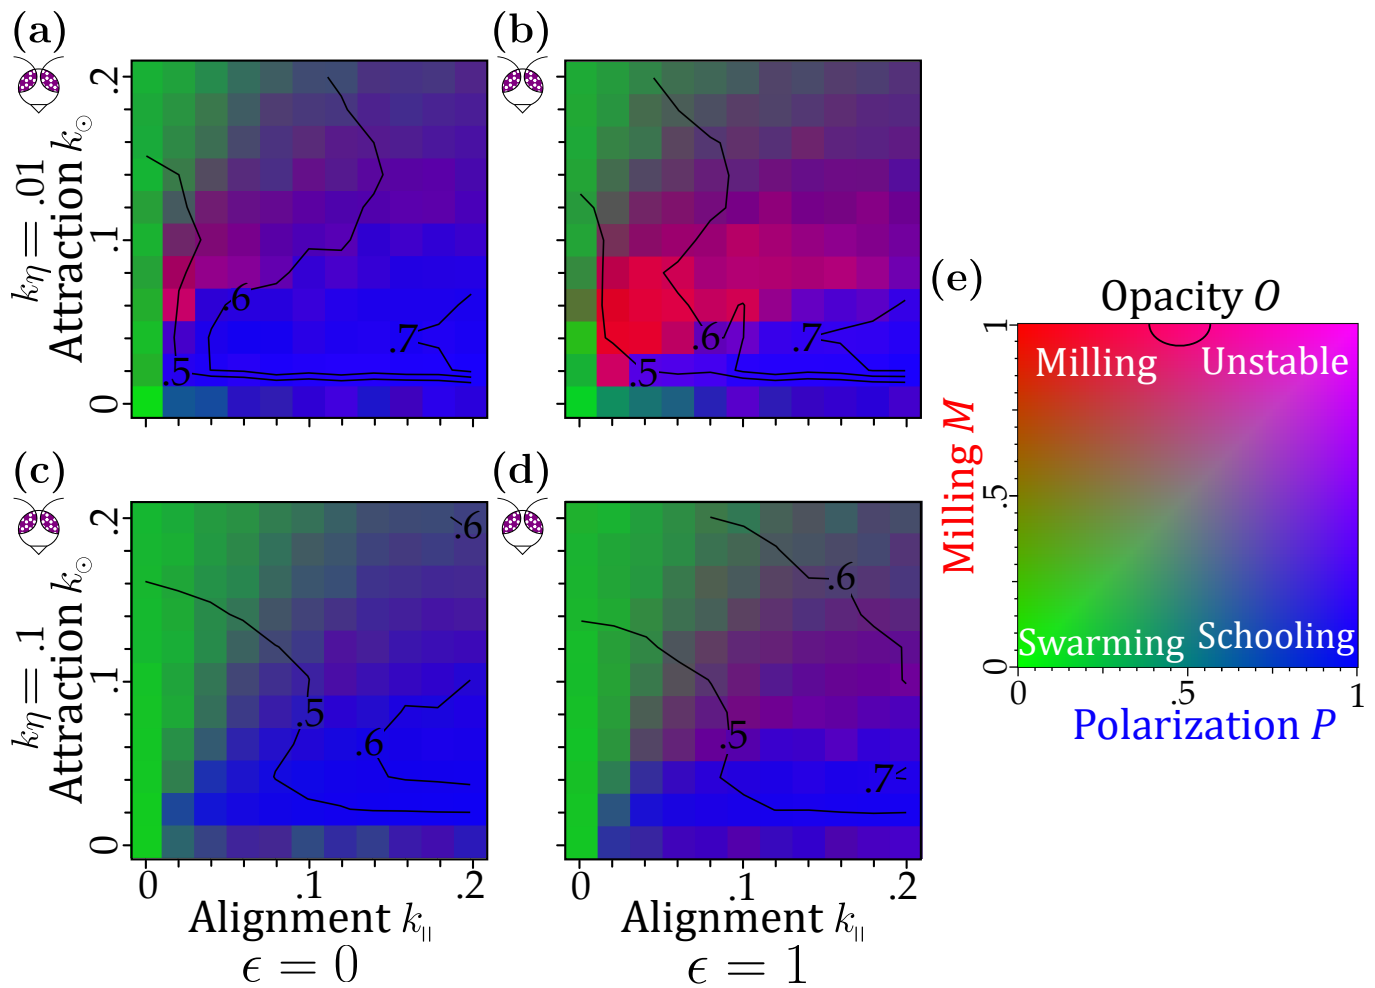 (a)
(b)
kη = .01
Attraction k⊙
.2
.1
0
.6
.7
.5
.6
.7
.5
(c)
(d)
kη = .1
Attraction k⊙
.2
.1
0
.6
.5
.6
.6
.5
.7
0
.1
.2
0
.1
.2
Alignment k∥
Alignment k∥
ϵ = 0
ϵ = 1
(e)
Opacity O
Milling M
1
.5
0
Milling
Unstable
Swarming
Schooling
0
.5
1
Polarization P